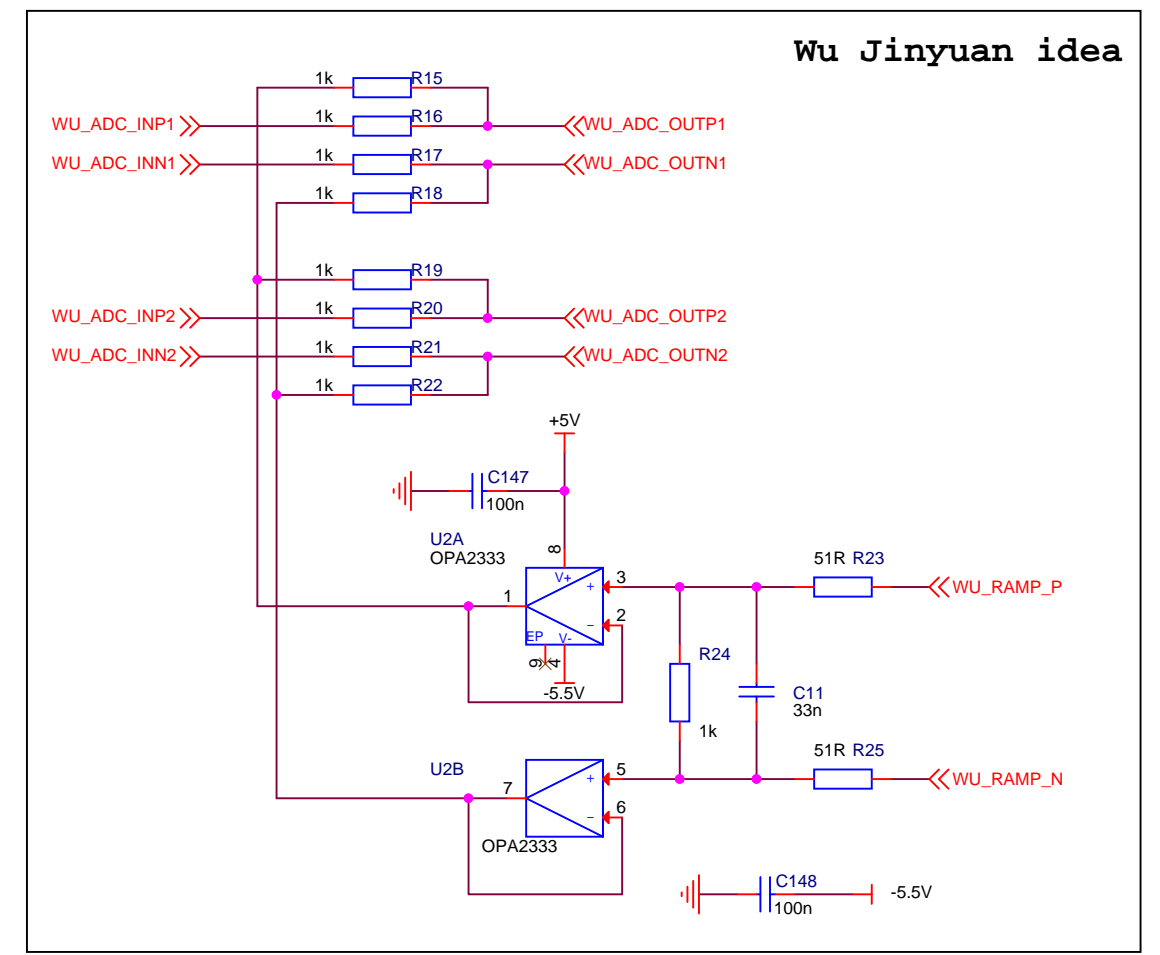 Wu Jinyuan idea
1k R15
WU_ADC_INP1 1k R16 WU_ADC_OUTP1
WU_ADC_INN1 1k R17 WU_ADC_OUTN1
1k R18
1k R19
WU_ADC_INP2 1k R20 WU_ADC_OUTP2
WU_ADC_INN2 1k R21 WU_ADC_OUTN2
1k R22
+5V
C147
100n
U2A
OPA2333
8
V+
51R R23
1 + 3 WU_RAMP_P
- 2
EP V-
9 4
-5.5V
R24
1k
C11
33n
U2B
51R R25
7 + 5 WU_RAMP_N
- 6
OPA2333
C148
100n
-5.5V